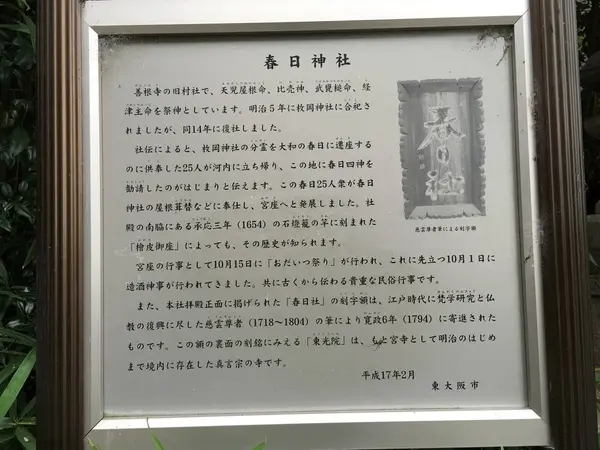 春日神社
善根寺の旧村社で、天児屋根命、比売神、武甕槌命、経
津主命を祭神としています。明治５年に枚岡神社に合祀さ
れましたが、同14年に復社しました。
社伝によると、枚岡神社の分霊を大和の春日に遷座する
のに供奉した25人が河内に立ち帰り、この地に春日四神を
勧請したのがはじまりと伝えます。この春日25人衆が春日
神社の屋根葺替などに奉仕し、宮座へと発展しました。社
殿の南脇にある承応三年（1654）の石燈籠の竿に刻まれた
「檜皮御座」によっても、その歴史が知られます。
宮座の行事として10月15日に「おだいつ祭り」が行われ、これに先立つ10月１日に
造酒神事が行われてきました。共に古くから伝わる貴重な民俗行事です。
また、本社拝殿正面に掲げられた「春日社」の刻字額は、江戸時代に梵学研究と仏
教の復興に尽した慈雲尊者（1718〜1804）の筆により寛政6年（1794）に寄進された
ものです。この額の裏面の刻銘にみえる「東光院」は、もと宮寺として明治のはじめ
まで境内に存在した真言宗の寺です。
平成17年2月
東大阪市
春日社
慈雲尊者筆による刻字額